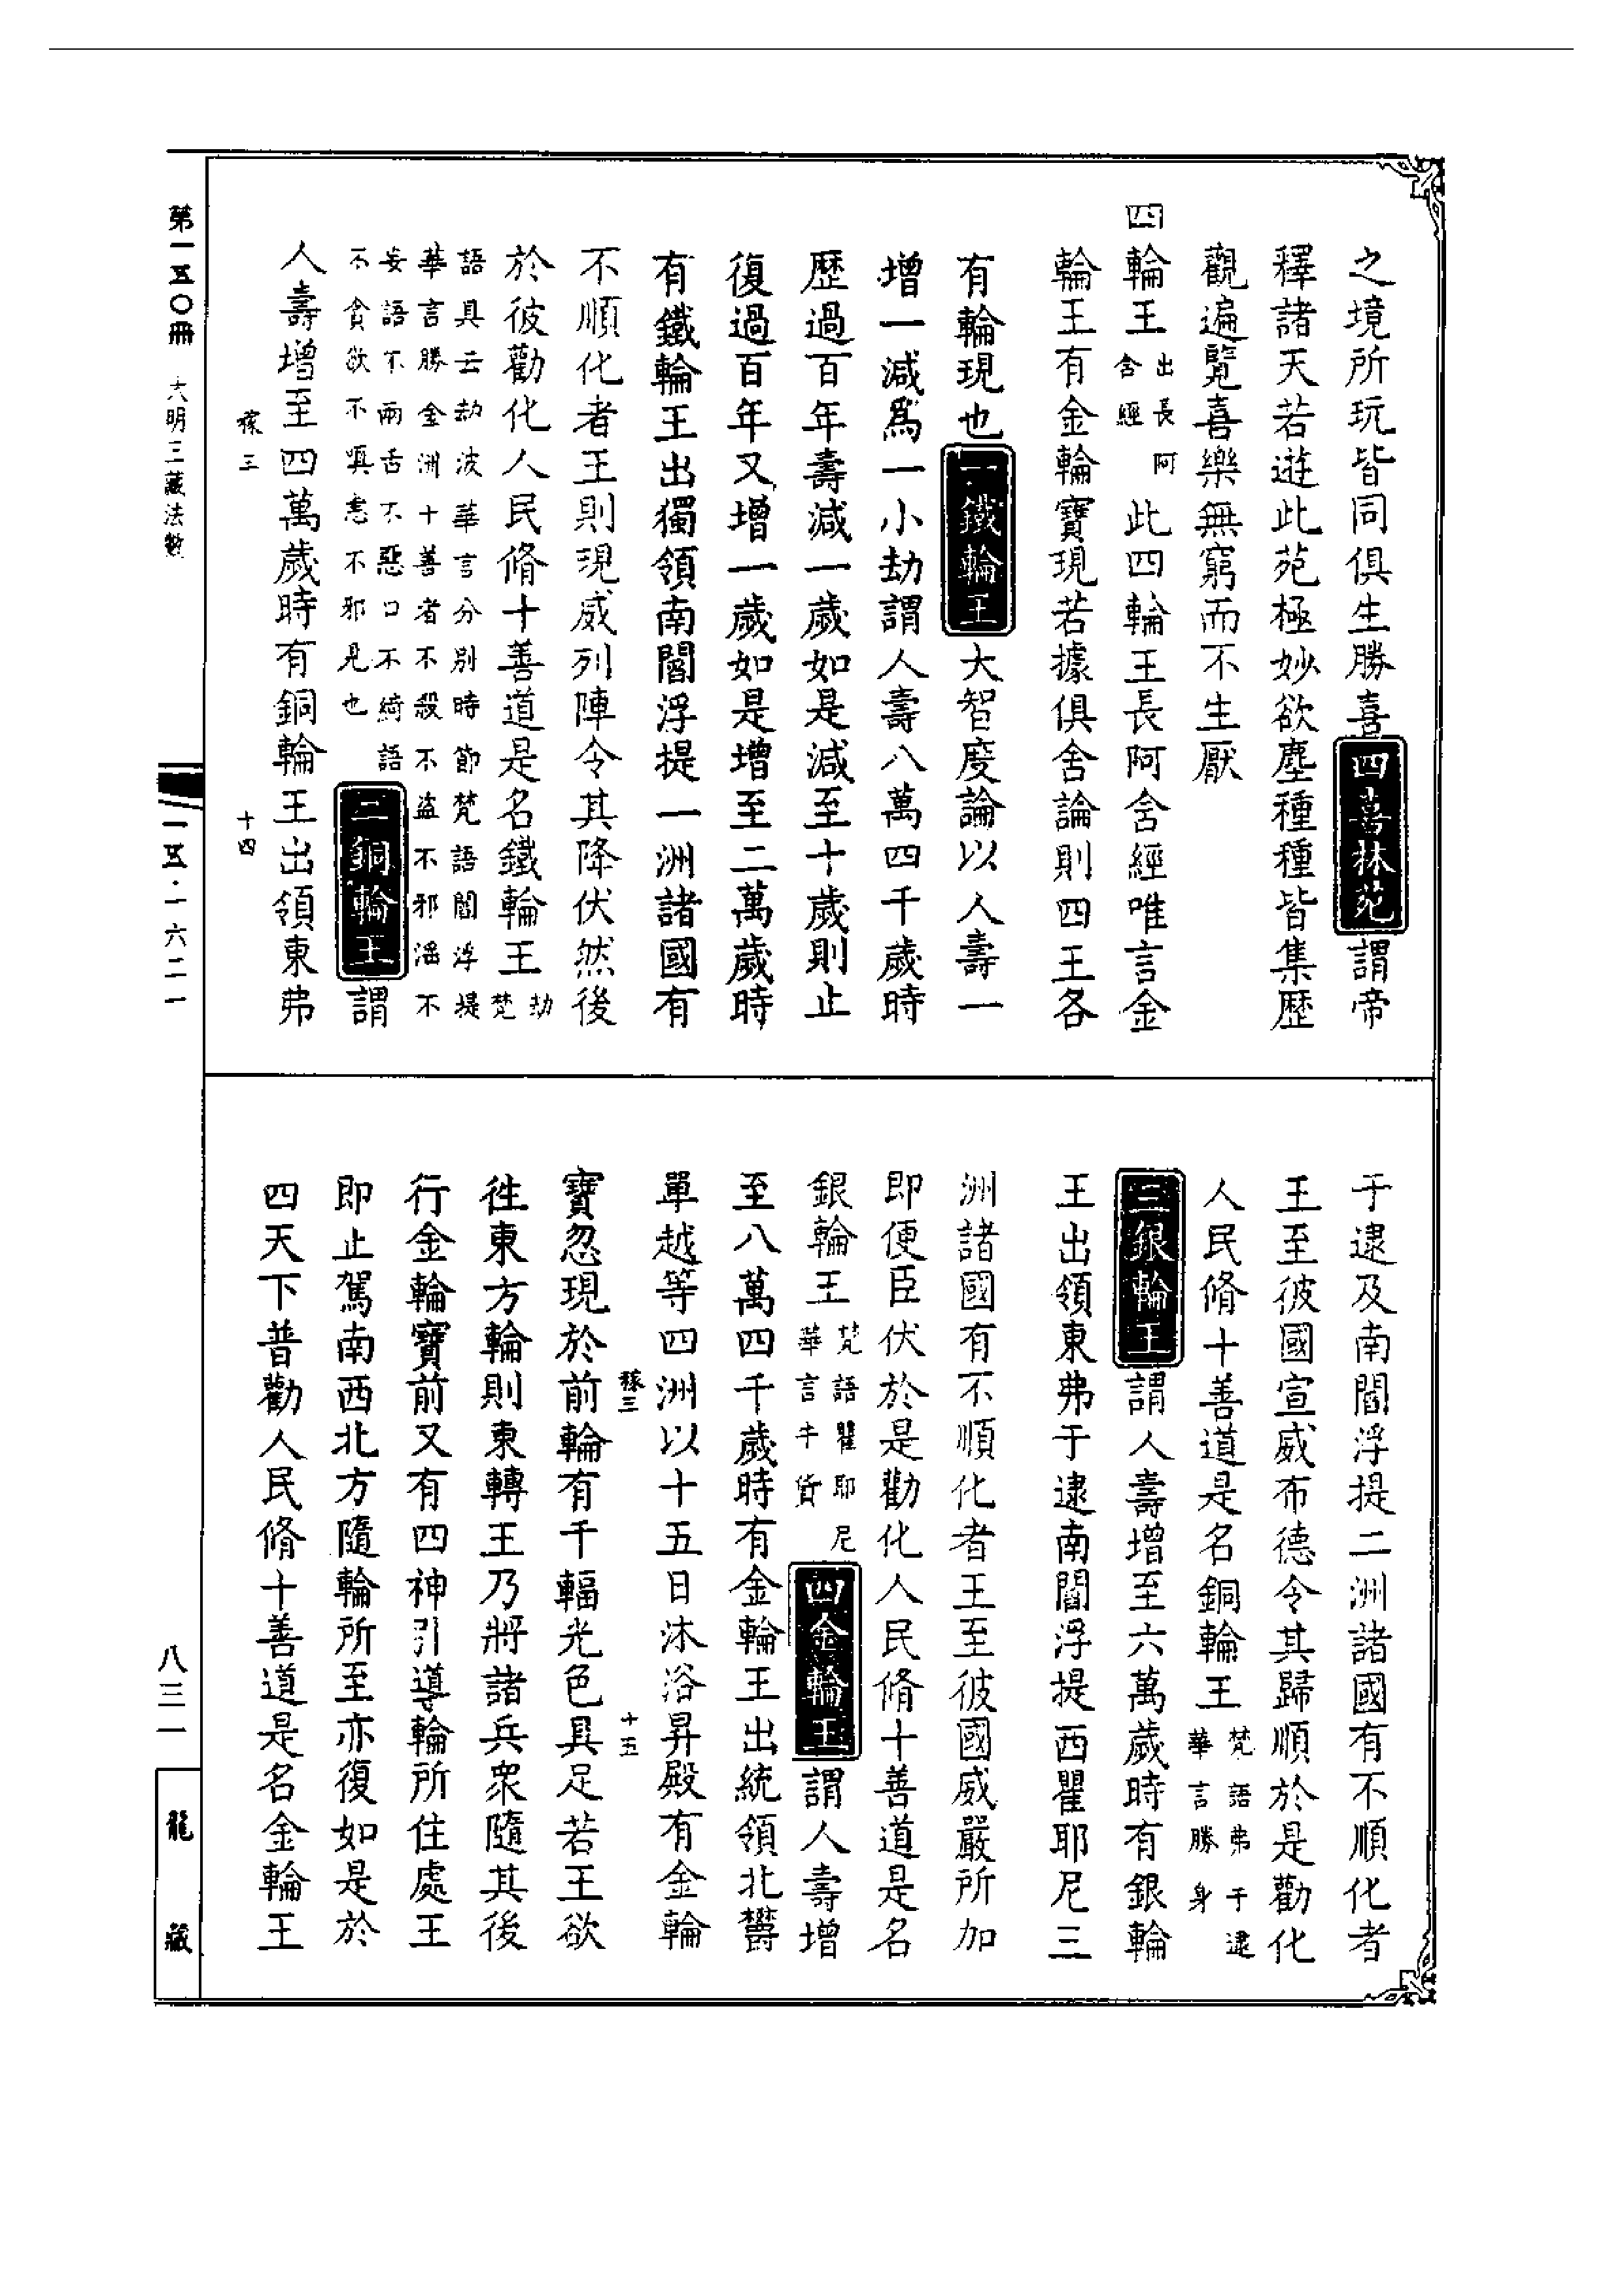 之境所玩皆同俱生勝喜四喜林苑謂帝
釋諸天若遊此苑極妙欲塵種種皆集歷
觀遍覽喜樂無窮而不生厭
四輪王出長阿含經此四輪王長阿含經唯言金
輪王有金輪寶現若據俱舍論則四王各
有輪現也一鐵輪王大智度論以人壽一
增一減爲一小劫謂人壽八萬四千歲時
歷過百年壽減一歲如是減至十歲則止
復過百年又增一歲如是增至二萬歲時
有鐵輪王出獨領南閻浮提一洲諸國有
不順化者王則現威列陣令其降伏然後
於彼勸化人民脩十善道是名鐵輪王劫梵
語具云劫波華言分別時節梵語閻浮提
華言勝金洲十善者不殺不盜不邪婬不
妄語不兩舌不惡口不綺語
不貪欲不嗔恚不邪見也二銅輪王謂
人壽增至四萬歲時有銅輪王出領東弗
稼三 十四
于逮及南閻浮提二洲諸國有不順化者
王至彼國宣威布德令其歸順於是勸化
人民脩十善道是名銅輪王梵語弗于逮華言勝身
三銀輪王謂人壽增至六萬歲時有銀輪
王出領東弗于逮南閻浮提西瞿耶尼三
洲諸國有不順化者王至彼國威嚴所加
即便臣伏於是勸化人民脩十善道是名
銀輪王梵語瞿耶尼華言牛貨四金輪王謂人壽增
至八萬四千歲時有金輪王出統領北鬱
單越等四洲以十五日沐浴昇殿有金輪
稼三 十五
寶忽現於前輪有千輻光色具足若王欲
徃東方輪則東轉王乃將諸兵衆隨其後
行金輪寶前又有四神引導輪所住處王
即止駕南西北方隨輪所至亦復如是於
四天下普勸人民脩十善道是名金輪王
第一五〇冊 大明三藏法數
一五·一六二一
八三一
龍藏